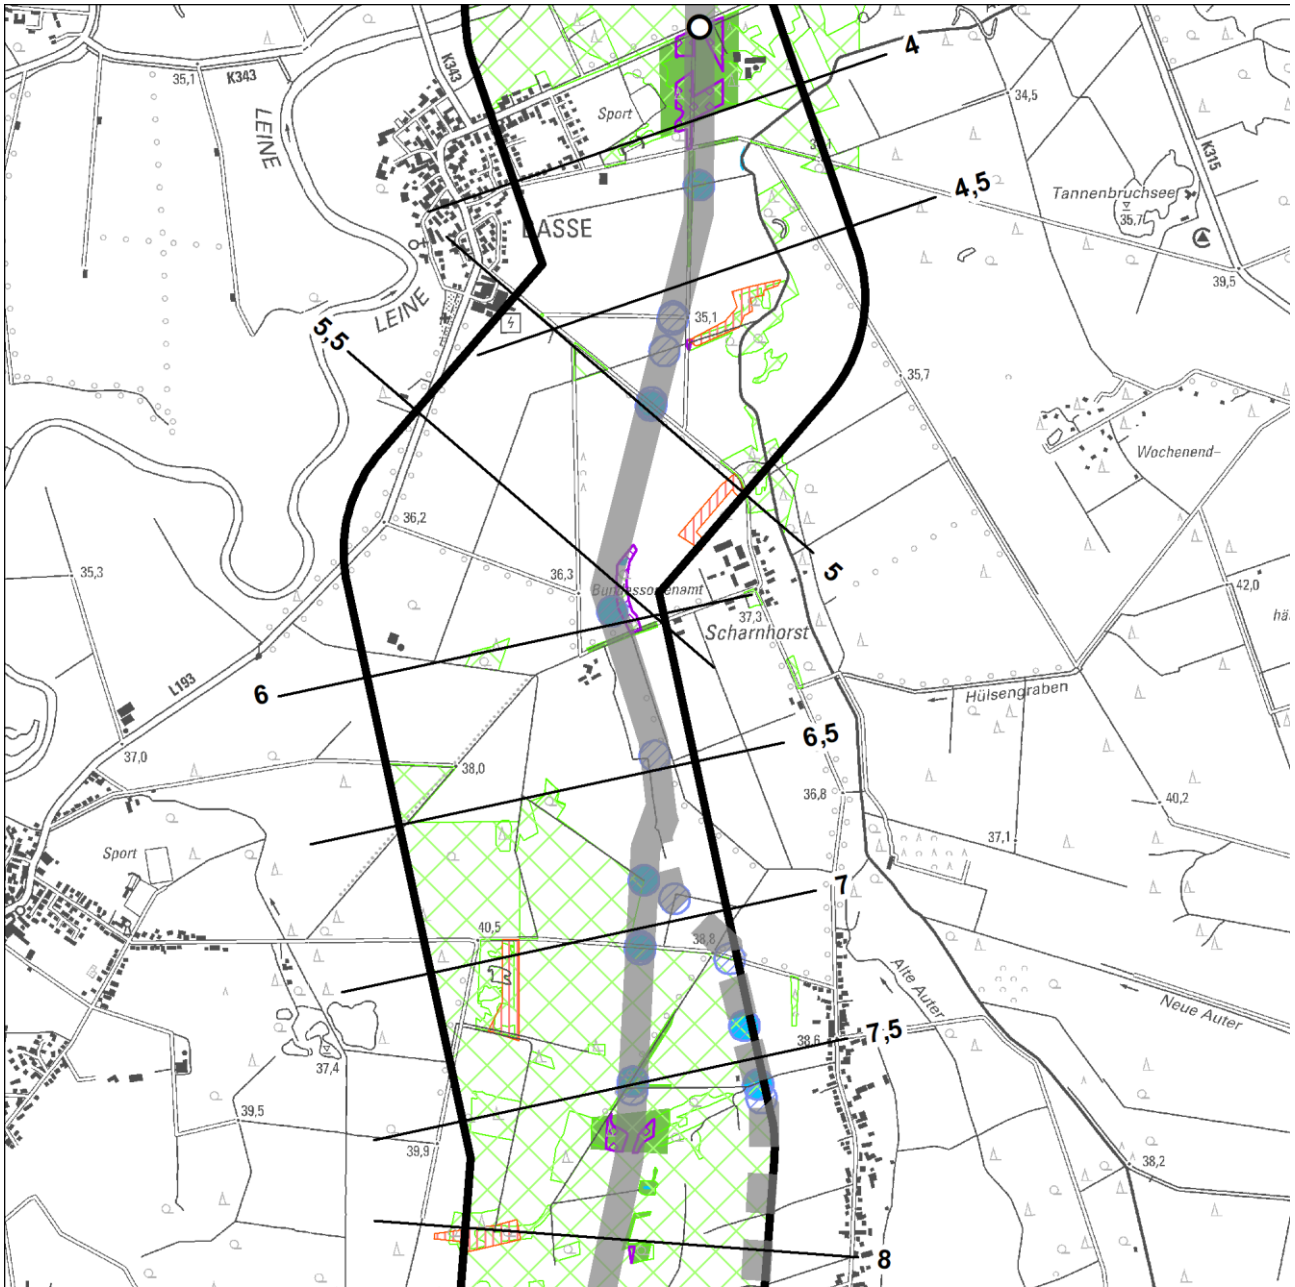 4
K343
35,1
K343
34,5
Sport
K315
LEINE
4,5
Tannenbruchsee
35,7
BASSE
39,5
LEINE
35,1
5,5
35,7
Wochenend-
36,2
35,3
36,3
5
42,0
37,3
Scharnhorst
L193
6
Hülsengraben
6,5
37,0
38,0
36,8
40,2
37,1
Sport
7
40,5
38,8
Alte Auter
Neue Auter
7,5
38,6
37,4
39,5
39,9
38,2
8